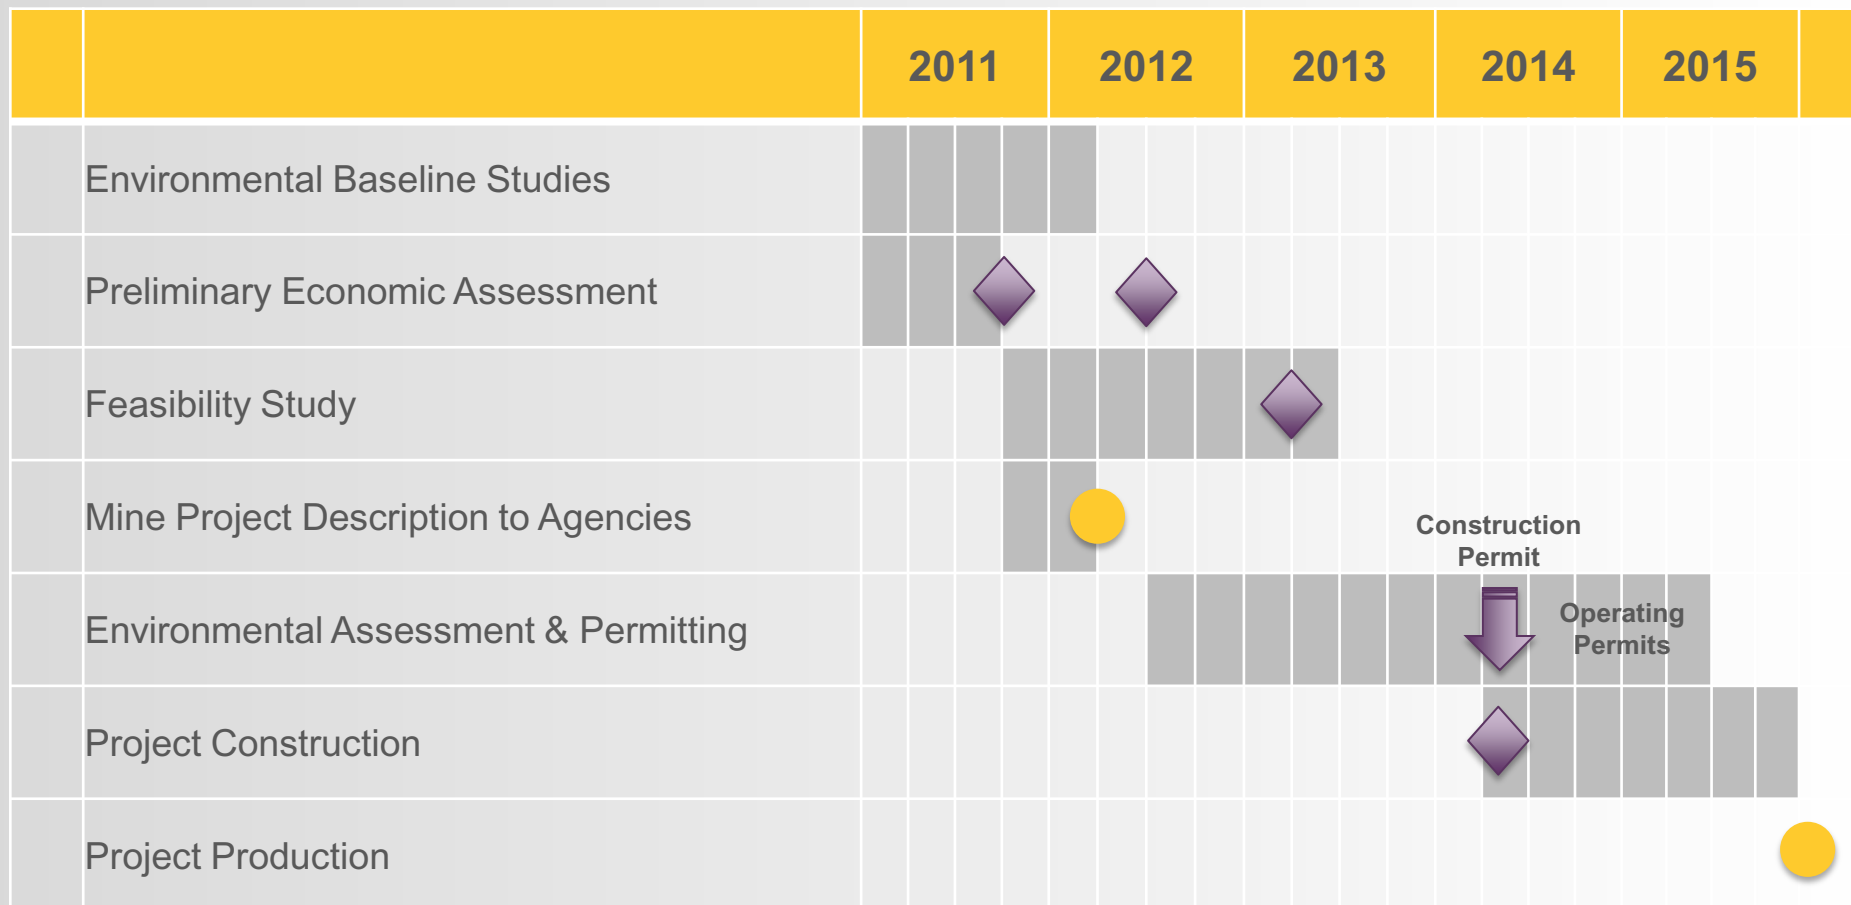 2011 2012 2013 2014 2015
Environmental Baseline Studies
Preliminary Economic Assessment
Feasibility Study
Mine Project Description to Agencies
Construction
Permit
Environmental Assessment & Permitting
Operating
Permits
Project Construction
Project Production